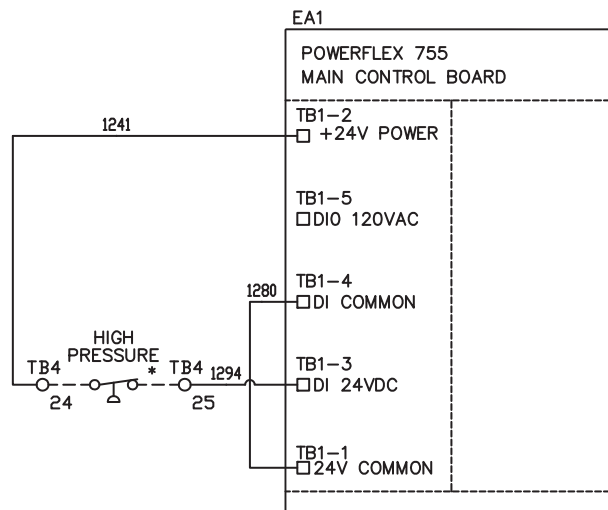 EA1
POWERFLEX 755
MAIN CONTROL BOARD
TB1-2
+24V POWER
1241
TB1-5
DI0 120VAC
TB1-4
1280
DI COMMON
HIGH
PRESSURE
*
TB4
TB4
1294
TB1-3
DI 24VDC
24
25
TB1-1
24V COMMON